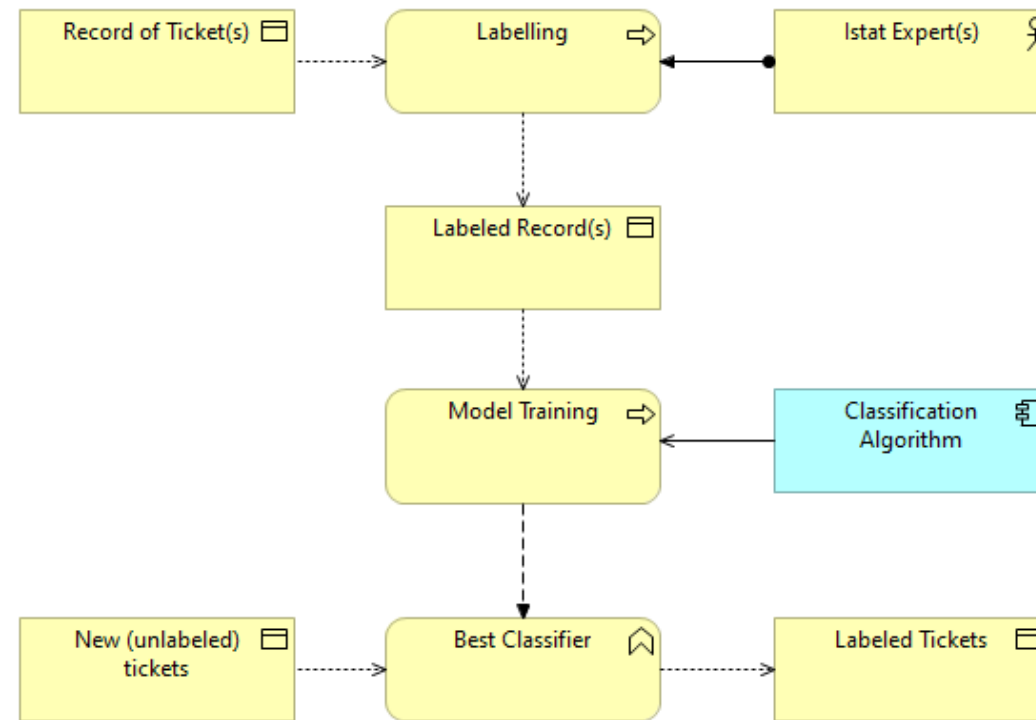 Record of Ticket(s)
Labelling
Istat Expert(s)
Labeled Record(s)
Model Training
Classification
Algorithm
New (unlabeled)
tickets
Best Classifier
Labeled Tickets